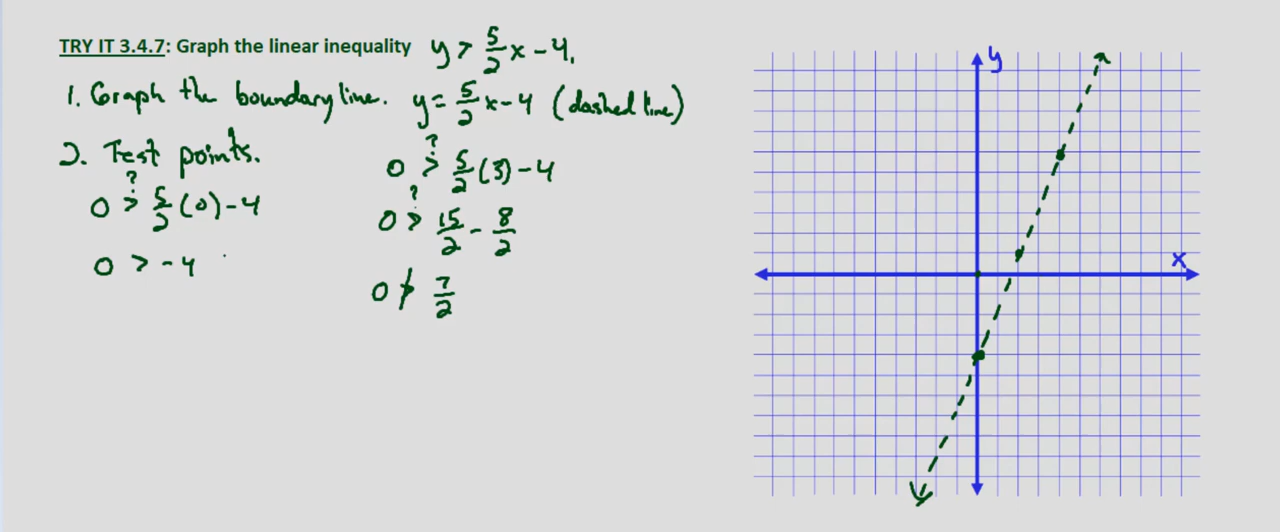 TRY IT 3.4.7: Graph the linear inequality y > 5/2 x - 4.
1. Graph the boundary line. y = 5/2 x - 4 (dashed line)
2. Test points.
0 >? 5/2 (0) - 4
0 > -4
0 >? 5/2 (3) - 4
0 >? 15/2 - 8/2
0 ≯ 7/2
y
x